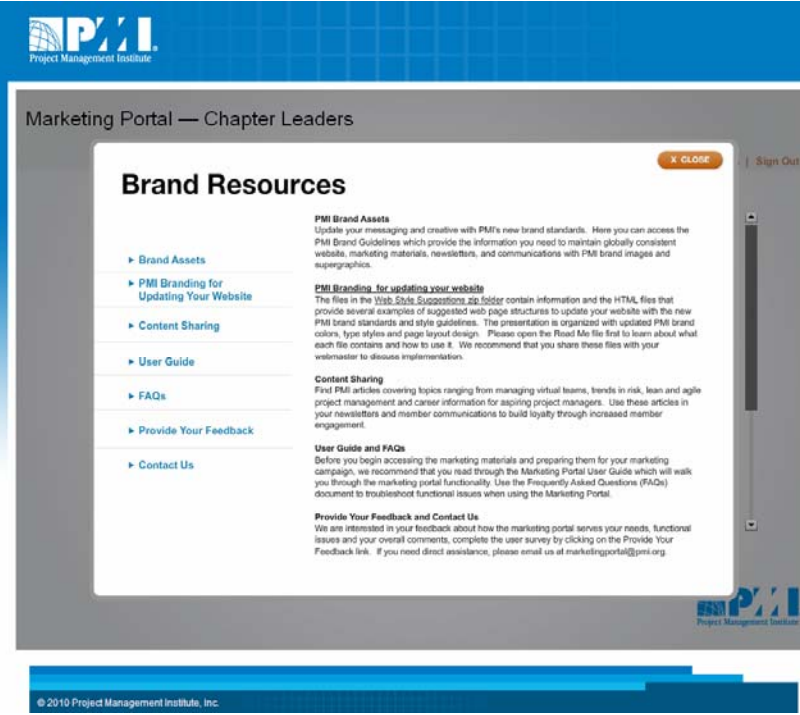 PMI.
Project Management Institute
Marketing Portal — Chapter Leaders
X CLOSE
| Sign Out
Brand Resources
Brand Assets
PMI Branding for
Updating Your Website
Content Sharing
User Guide
FAQs
Provide Your Feedback
Contact Us
PMI Brand Assets
Update your messaging and creative with PMI's new brand standards. Here you can access the
PMI Brand Guidelines which provide the information you need to maintain globally consistent
website, marketing materials, newsletters, and communications with PMI brand images and
supergraphics.
PMI Branding for updating your website
The files in the Web Style Suggestions zip folder contain information and the HTML files that
provide several examples of suggested web page structures to update your website with the new
PMI brand standards and style guidelines. The presentation is organized with updated PMI brand
colors, type styles and page layout design. Please open the Read Me file first to learn about what
each file contains and how to use it. We recommend that you share these files with your
webmaster to discuss implementation.
Content Sharing
Find PMI articles covering topics ranging from managing virtual teams, trends in risk, lean and agile
project management and career information for aspiring project managers. Use these articles in
your newsletters and member communications to build loyalty through increased member
engagement.
User Guide and FAQs
Before you begin accessing the marketing materials and preparing them for your marketing
campaign, we recommend that you read through the Marketing Portal User Guide which will walk
you through the marketing portal functionality. Use the Frequently Asked Questions (FAQs)
document to troubleshoot functional issues when using the Marketing Portal.
Provide Your Feedback and Contact Us
We are interested in your feedback about how the marketing portal serves your needs, functional
issues and your overall comments, complete the user survey by clicking on the Provide Your
Feedback link. If you need direct assistance, please email us at marketingportal@pmi.org.
PMI
Project Management Institute
© 2010 Project Management Institute, Inc.